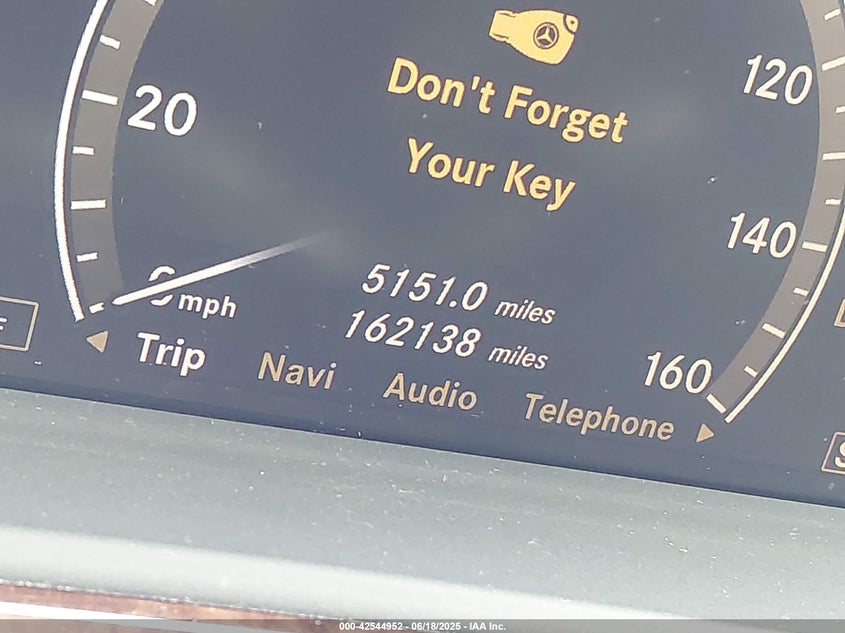 Don't Forget
Your Key
20
120
140
160
0 mph
5151.0 miles
162138 miles
Trip Navi Audio Telephone
000-42544952 - 06/18/2025 - IAA Inc.